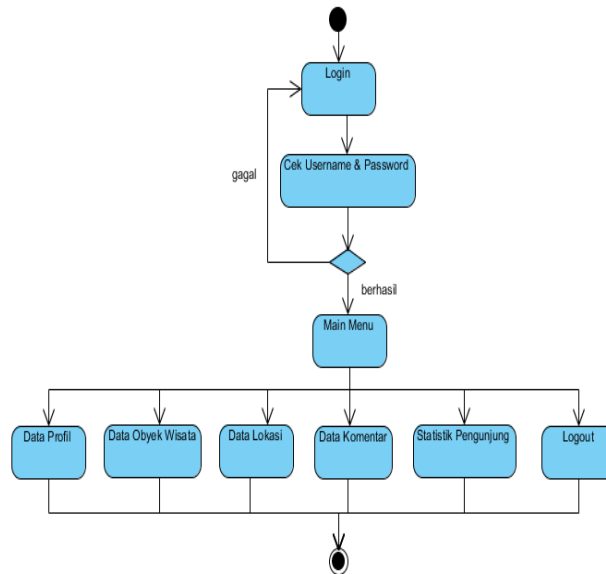 Login
Cek Username & Password
gagal
berhasil
Main Menu
Data Profil
Data Obyek Wisata
Data Lokasi
Data Komentar
Statistik Pengunjung
Logout